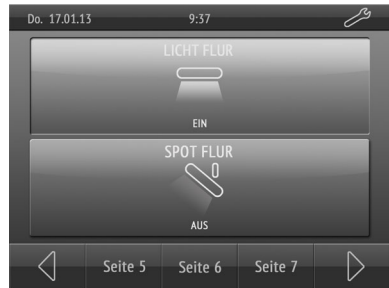 Do. 17.01.13 9:37
LICHT FLUR
EIN
SPOT FLUR
AUS
Seite 5 Seite 6 Seite 7